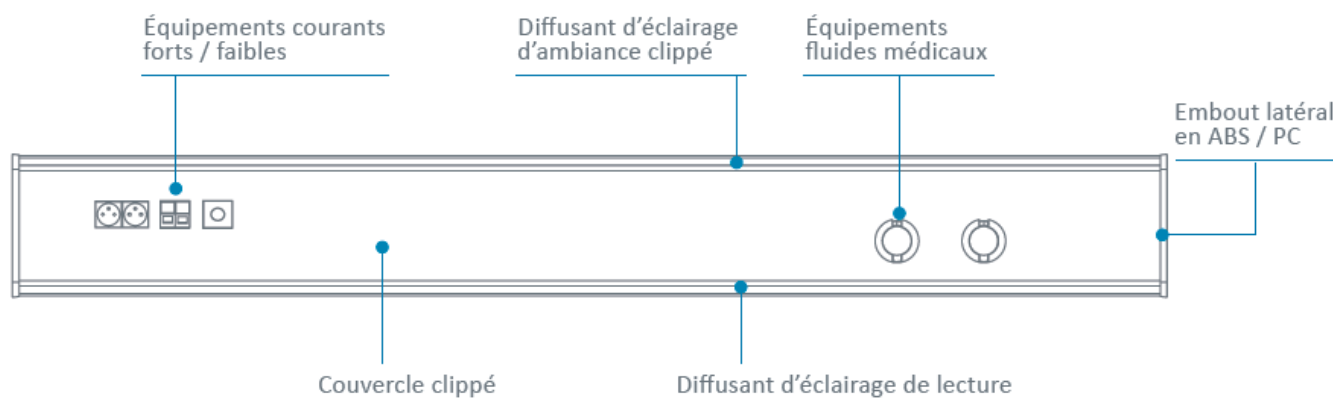 Équipements courants
forts / faibles
Diffusant d’éclairage
d’ambiance clippé
Équipements
fluides médicaux
Embout latéral
en ABS / PC
Couvercle clippé
Diffusant d’éclairage de lecture